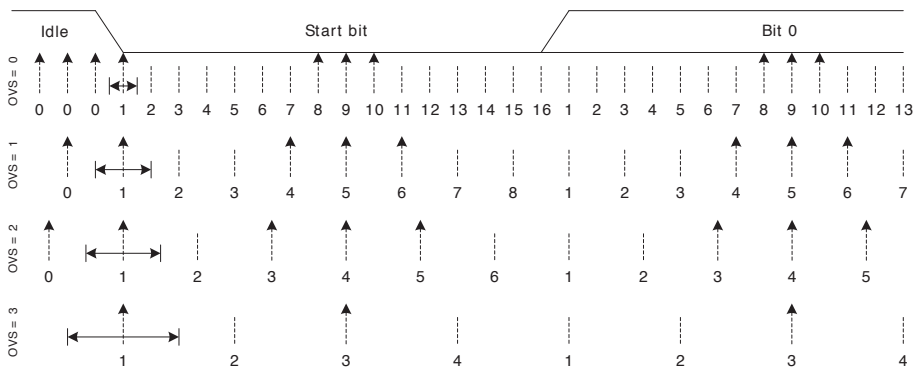 Idle Start bit Bit 0
OVS = 0
0 0 0 1 2 3 4 5 6 7 8 9 10 11 12 13 14 15 16 1 2 3 4 5 6 7 8 9 10 11 12 13
OVS = 1
0 1 2 3 4 5 6 7 8 1 2 3 4 5 6 7
OVS = 2
0 1 2 3 4 5 6 1 2 3 4 5
OVS = 3
1 2 3 4 1 2 3 4